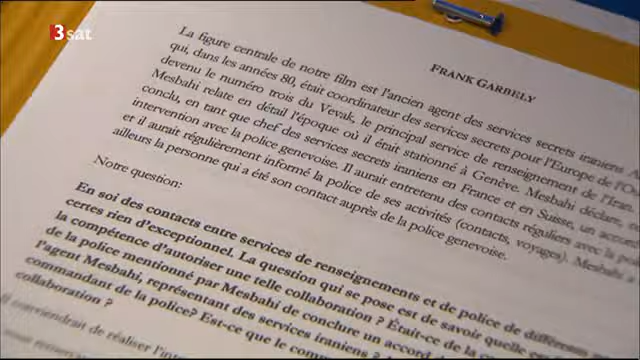 3sat
FRANK GARBELY
La figure centrale de notre film est l'ancien agent des services secrets iraniens A
qui, dans les années 80, était coordinateur des services secrets pour l'Europe de l'O
devenu le numéro trois du Vevak, le principal service de renseignement de l'Iran.
Mesbahi relate en détail l'époque où il était stationné à Genève. Mesbahi déclare
conclu, en tant que chef des services secrets iraniens en France et en Suisse, un accord
intervention avec la police genevoise. Il aurait entretenu des contacts réguliers avec la po
et il aurait régulièrement informé la police de ses activités (contacts, voyages). Mesbahi a
ailleurs la personne qui a été son contact auprès de la police genevoise.
Notre question:
En soi des contacts entre services de renseignements et de police de différen
certes rien d'exceptionnel. La question qui se pose est de savoir quelle
la compétence d'autoriser une telle collaboration ? Était-ce de la
de la police mentionné par Mesbahi de conclure un accord
l'agent Mesbahi, représentant des services iraniens ?
commandant de la police? Est-ce que le comm
collaboration ?
conviendrait de réaliser l'inte